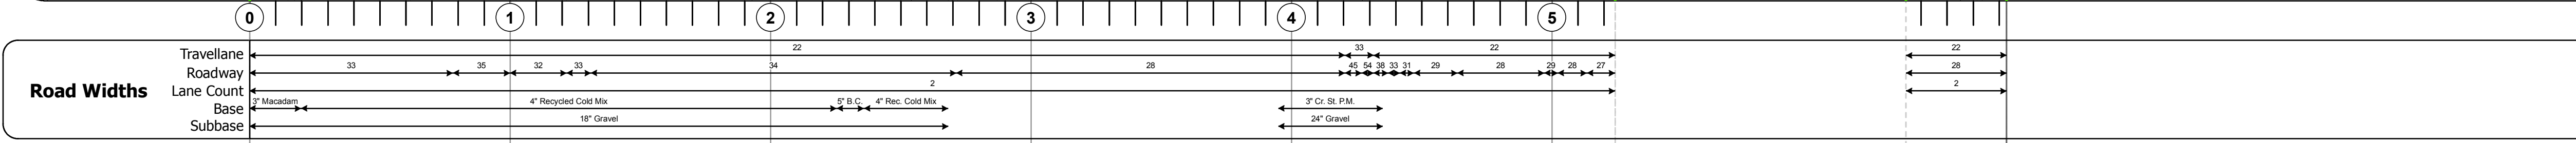 0 1 2 3 4 5
Road Widths
Travellane 22 33 22 22
Roadway 33 35 32 33 34 28 45 54 38 33 31 29 28 29 28 27 28
Lane Count 2 2
Base 3" Macadam 4" Recycled Cold Mix 5" B.C. 4" Rec. Cold Mix 3" Cr. St. P.M.
Subbase 18" Gravel 24" Gravel